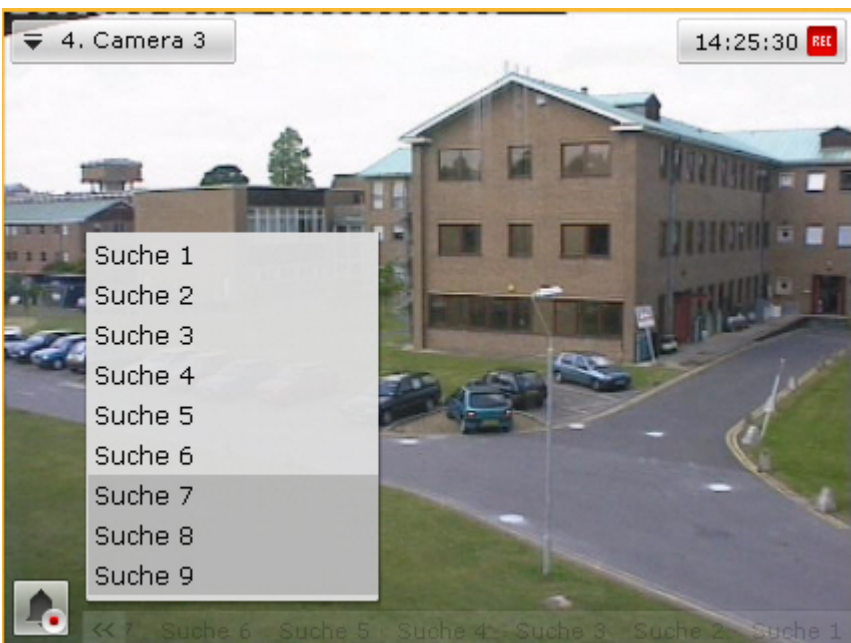 4. Camera 3
14:25:30 REC
Suche 1
Suche 2
Suche 3
Suche 4
Suche 5
Suche 6
Suche 7
Suche 8
Suche 9
<< 7 Suche 6 Suche 5 Suche 4 Suche 3 Suche 2 Suche 1